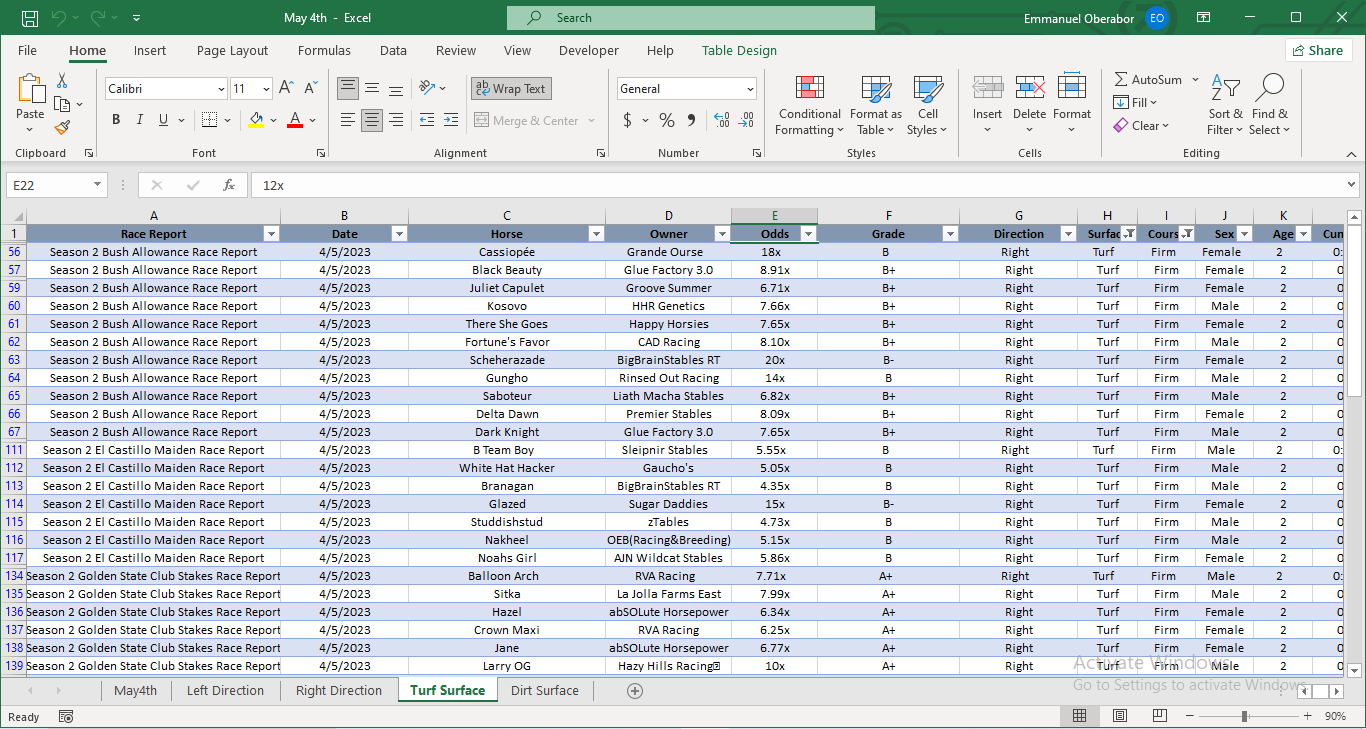 May 4th - Excel
Search
Emmanuel Oberabor EO
File Home Insert Page Layout Formulas Data Review View Developer Help Table Design Share
Paste
Calibri 11
B I U A
Wrap Text
Merge & Center
General
$ % 9
Conditional Formatting
Format as Table
Cell Styles
Insert Delete Format
AutoSum
Fill
Clear
Sort & Filter
Find & Select
Clipboard Font Alignment Number Styles Cells Editing
E22 fx 12x
A B C D E F G H I J K
1 Race Report Date Horse Owner Odds Grade Direction Surfac Cours Sex Age Cun
56 Season 2 Bush Allowance Race Report 4/5/2023 Cassiopée Grande Ourse 18x B Right Turf Firm Female 2 0:
57 Season 2 Bush Allowance Race Report 4/5/2023 Black Beauty Glue Factory 3.0 8.91x B+ Right Turf Firm Female 2 0
59 Season 2 Bush Allowance Race Report 4/5/2023 Juliet Capulet Groove Summer 6.71x B+ Right Turf Firm Female 2 0
60 Season 2 Bush Allowance Race Report 4/5/2023 Kosovo HHR Genetics 7.66x B+ Right Turf Firm Male 2 0
61 Season 2 Bush Allowance Race Report 4/5/2023 There She Goes Happy Horsies 7.65x B+ Right Turf Firm Female 2 0
62 Season 2 Bush Allowance Race Report 4/5/2023 Fortune's Favor CAD Racing 8.10x B+ Right Turf Firm Male 2 0
63 Season 2 Bush Allowance Race Report 4/5/2023 Scheherazade BigBrainStables RT 20x B- Right Turf Firm Female 2 0
64 Season 2 Bush Allowance Race Report 4/5/2023 Gungho Rinsed Out Racing 14x B Right Turf Firm Male 2 0
65 Season 2 Bush Allowance Race Report 4/5/2023 Saboteur Liath Macha Stables 6.82x B+ Right Turf Firm Male 2 0
66 Season 2 Bush Allowance Race Report 4/5/2023 Delta Dawn Premier Stables 8.09x B+ Right Turf Firm Female 2 0
67 Season 2 Bush Allowance Race Report 4/5/2023 Dark Knight Glue Factory 3.0 7.65x B+ Right Turf Firm Male 2 0
111 Season 2 El Castillo Maiden Race Report 4/5/2023 B Team Boy Sleipnir Stables 5.55x B Right Turf Firm Male 2 0:
112 Season 2 El Castillo Maiden Race Report 4/5/2023 White Hat Hacker Gaucho's 5.05x B Right Turf Firm Male 2 0
113 Season 2 El Castillo Maiden Race Report 4/5/2023 Branagan BigBrainStables RT 4.35x B Right Turf Firm Male 2 0
114 Season 2 El Castillo Maiden Race Report 4/5/2023 Glazed Sugar Daddies 15x B- Right Turf Firm Female 2 0
115 Season 2 El Castillo Maiden Race Report 4/5/2023 Studdishstud zTables 4.73x B Right Turf Firm Male 2 0
116 Season 2 El Castillo Maiden Race Report 4/5/2023 Nakheel OEB(Racing&Breeding) 5.15x B Right Turf Firm Male 2 0
117 Season 2 El Castillo Maiden Race Report 4/5/2023 Noahs Girl AJN Wildcat Stables 5.86x B Right Turf Firm Female 2 0
134 Season 2 Golden State Club Stakes Race Report 4/5/2023 Balloon Arch RVA Racing 7.71x A+ Right Turf Firm Male 2 0:
135 Season 2 Golden State Club Stakes Race Report 4/5/2023 Sitka La Jolla Farms East 7.99x A+ Right Turf Firm Male 2 0
136 Season 2 Golden State Club Stakes Race Report 4/5/2023 Hazel abSOLute Horsepower 6.34x A+ Right Turf Firm Female 2 0
137 Season 2 Golden State Club Stakes Race Report 4/5/2023 Crown Maxi RVA Racing 6.25x A+ Right Turf Firm Female 2 0
138 Season 2 Golden State Club Stakes Race Report 4/5/2023 Jane abSOLute Horsepower 6.77x A+ Right Turf Firm Female 2 0
139 Season 2 Golden State Club Stakes Race Report 4/5/2023 Larry OG Hazy Hills Racing 10x A+ Right Turf Firm Male 2 0
Activate Windows
Go to Settings to activate Windows.
May4th Left Direction Right Direction Turf Surface Dirt Surface
Ready 90%